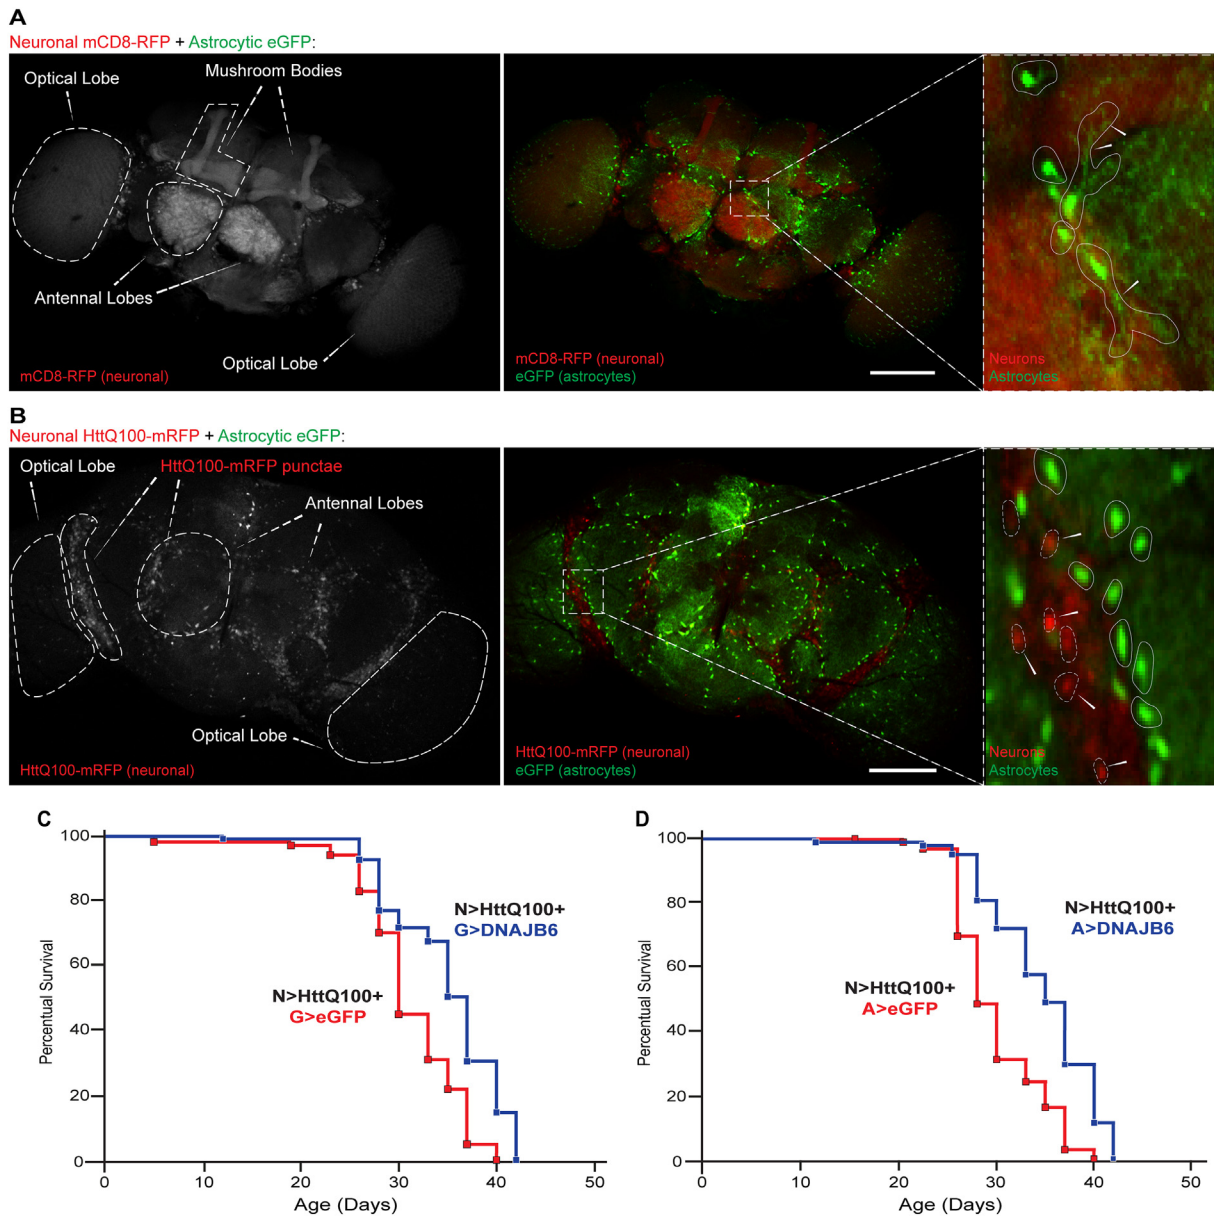 A
Neuronal mCD8-RFP + Astrocytic eGFP:
Optical Lobe
Mushroom Bodies
Antennal Lobes
Optical Lobe
mCD8-RFP (neuronal)
mCD8-RFP (neuronal)
eGFP (astrocytes)
Neurons
Astrocytes
B
Neuronal HttQ100-mRFP + Astrocytic eGFP:
Optical Lobe
HttQ100-mRFP punctae
Antennal Lobes
Optical Lobe
HttQ100-mRFP (neuronal)
HttQ100-mRFP (neuronal)
eGFP (astrocytes)
Neurons
Astrocytes
C
Percentual Survival
100
80
60
40
20
0
0
10
20
30
40
50
Age (Days)
N>HttQ100+
G>DNAJB6
N>HttQ100+
G>eGFP
D
Percentual Survival
100
80
60
40
20
0
0
10
20
30
40
50
Age (Days)
N>HttQ100+
A>DNAJB6
N>HttQ100+
A>eGFP